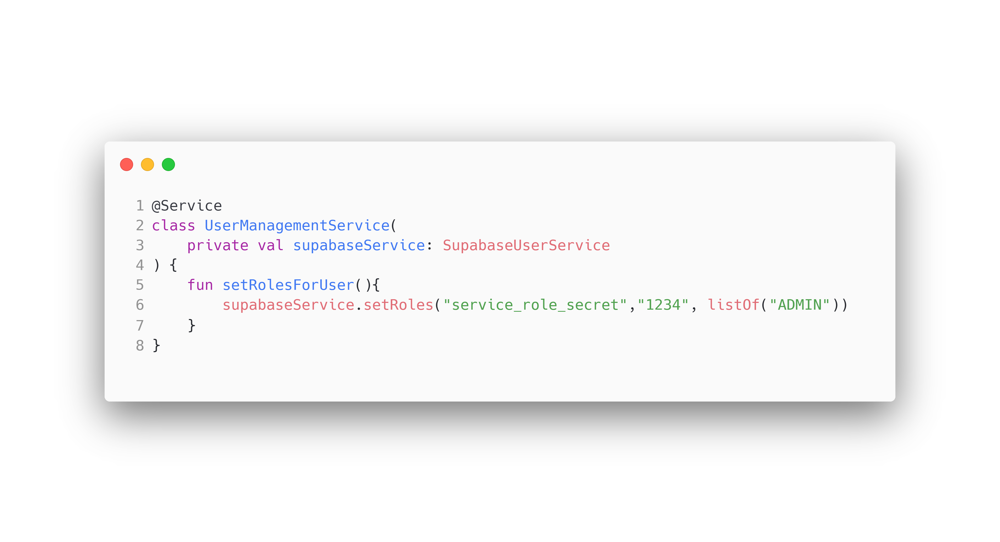 1 @Service
2 class UserManagementService(
3     private val supabaseService: SupabaseUserService
4 ) {
5     fun setRolesForUser(){
6         supabaseService.setRoles("service_role_secret","1234", listOf("ADMIN"))
7     }
8 }